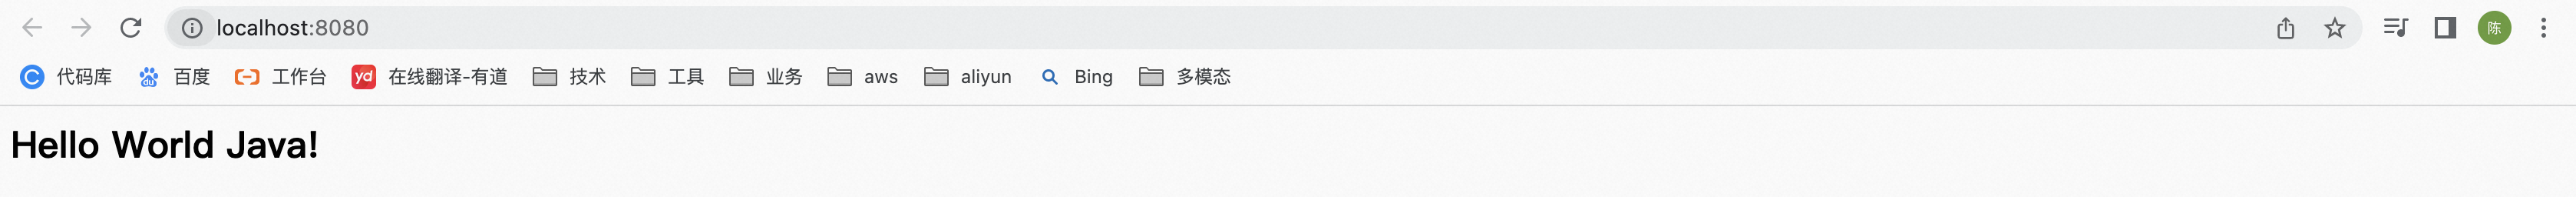 localhost:8080 陈
代码库 百度 工作台 yd 在线翻译-有道 技术 工具 业务 aws aliyun Bing 多模态
Hello World Java!